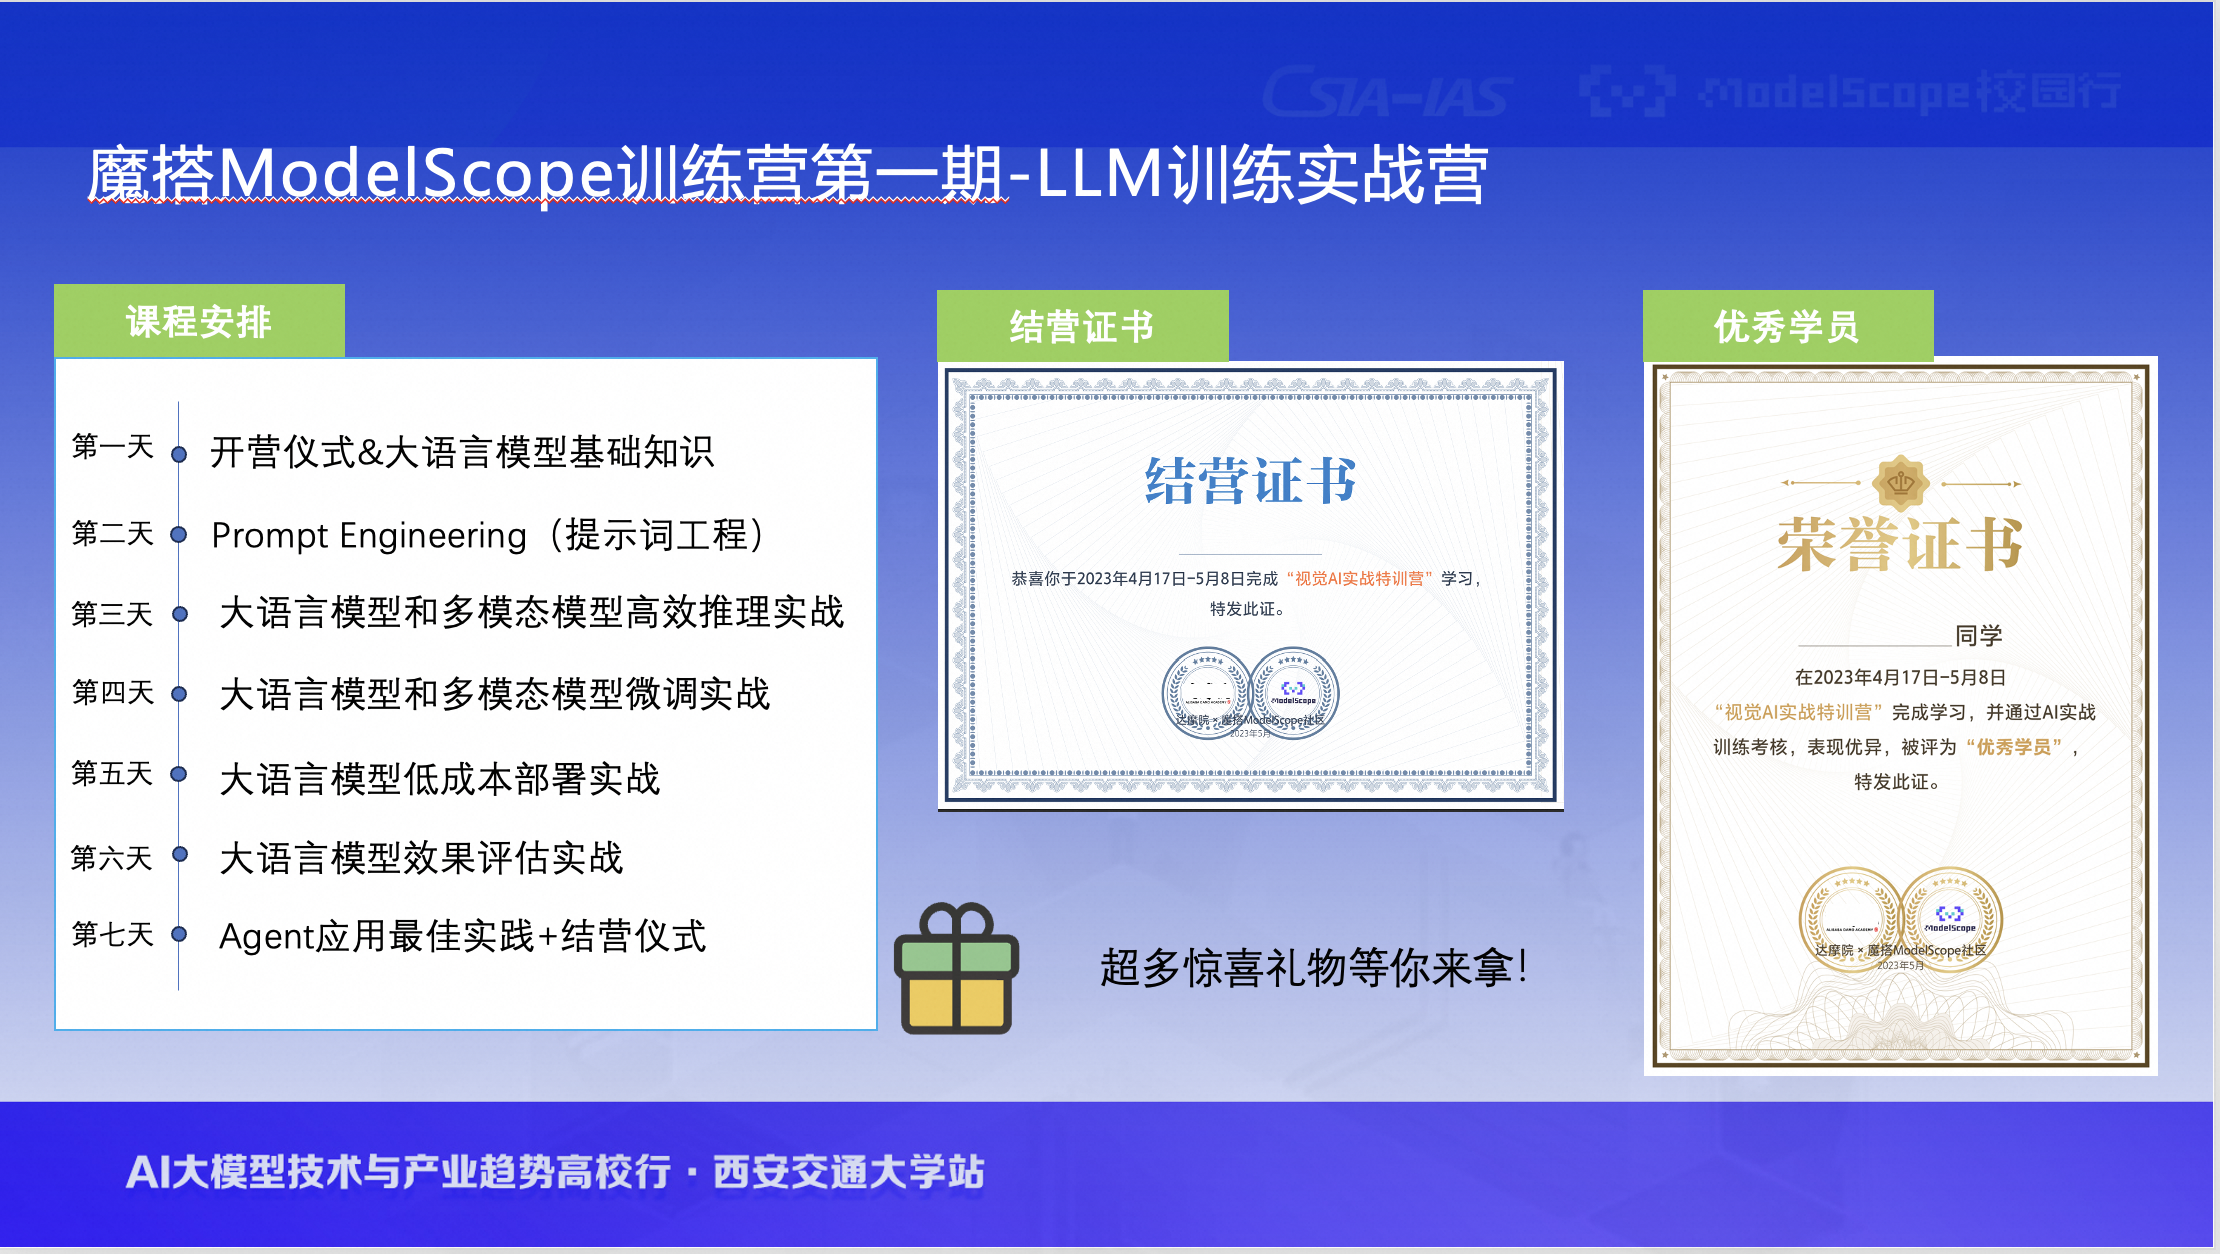 CSIA-IAS
ModelScope校园行
魔搭ModelScope训练营第一期-LLM训练实战营
课程安排
第一天 开营仪式&大语言模型基础知识
第二天 Prompt Engineering（提示词工程）
第三天 大语言模型和多模态模型高效推理实战
第四天 大语言模型和多模态模型微调实战
第五天 大语言模型低成本部署实战
第六天 大语言模型效果评估实战
第七天 Agent应用最佳实践+结营仪式
结营证书
结营证书
恭喜你于2023年4月17日-5月8日完成“视觉AI实战特训营”学习，
特发此证。
ALIBABA DAMO ACADEMY
ModelScope
达摩院 × 魔搭ModelScope社区
2023年5月
超多惊喜礼物等你来拿！
优秀学员
荣誉证书
同学
在2023年4月17日-5月8日
“视觉AI实战特训营”完成学习，并通过AI实战
训练考核，表现优异，被评为“优秀学员”，
特发此证。
ALIBABA DAMO ACADEMY
ModelScope
达摩院 × 魔搭ModelScope社区
2023年5月
AI大模型技术与产业趋势高校行·西安交通大学站